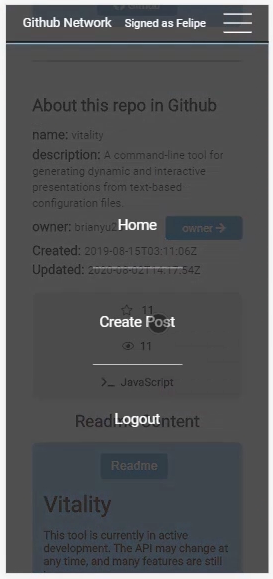 Github
Github Network Signed as Felipe
About this repo in Github
name: vitality
description: A command-line tool for
generating dynamic and interactive
presentations from text-based
configuration files.
owner: owner →
Home
Created: 2019-08-15T03:11:06Z
Updated: 2020-08-02T14:17:54Z
11
Create Post
11
JavaScript
Readme Content
Logout
Readme
Vitality
This tool is currently in active
development. The API may change at
any time, and many features are still